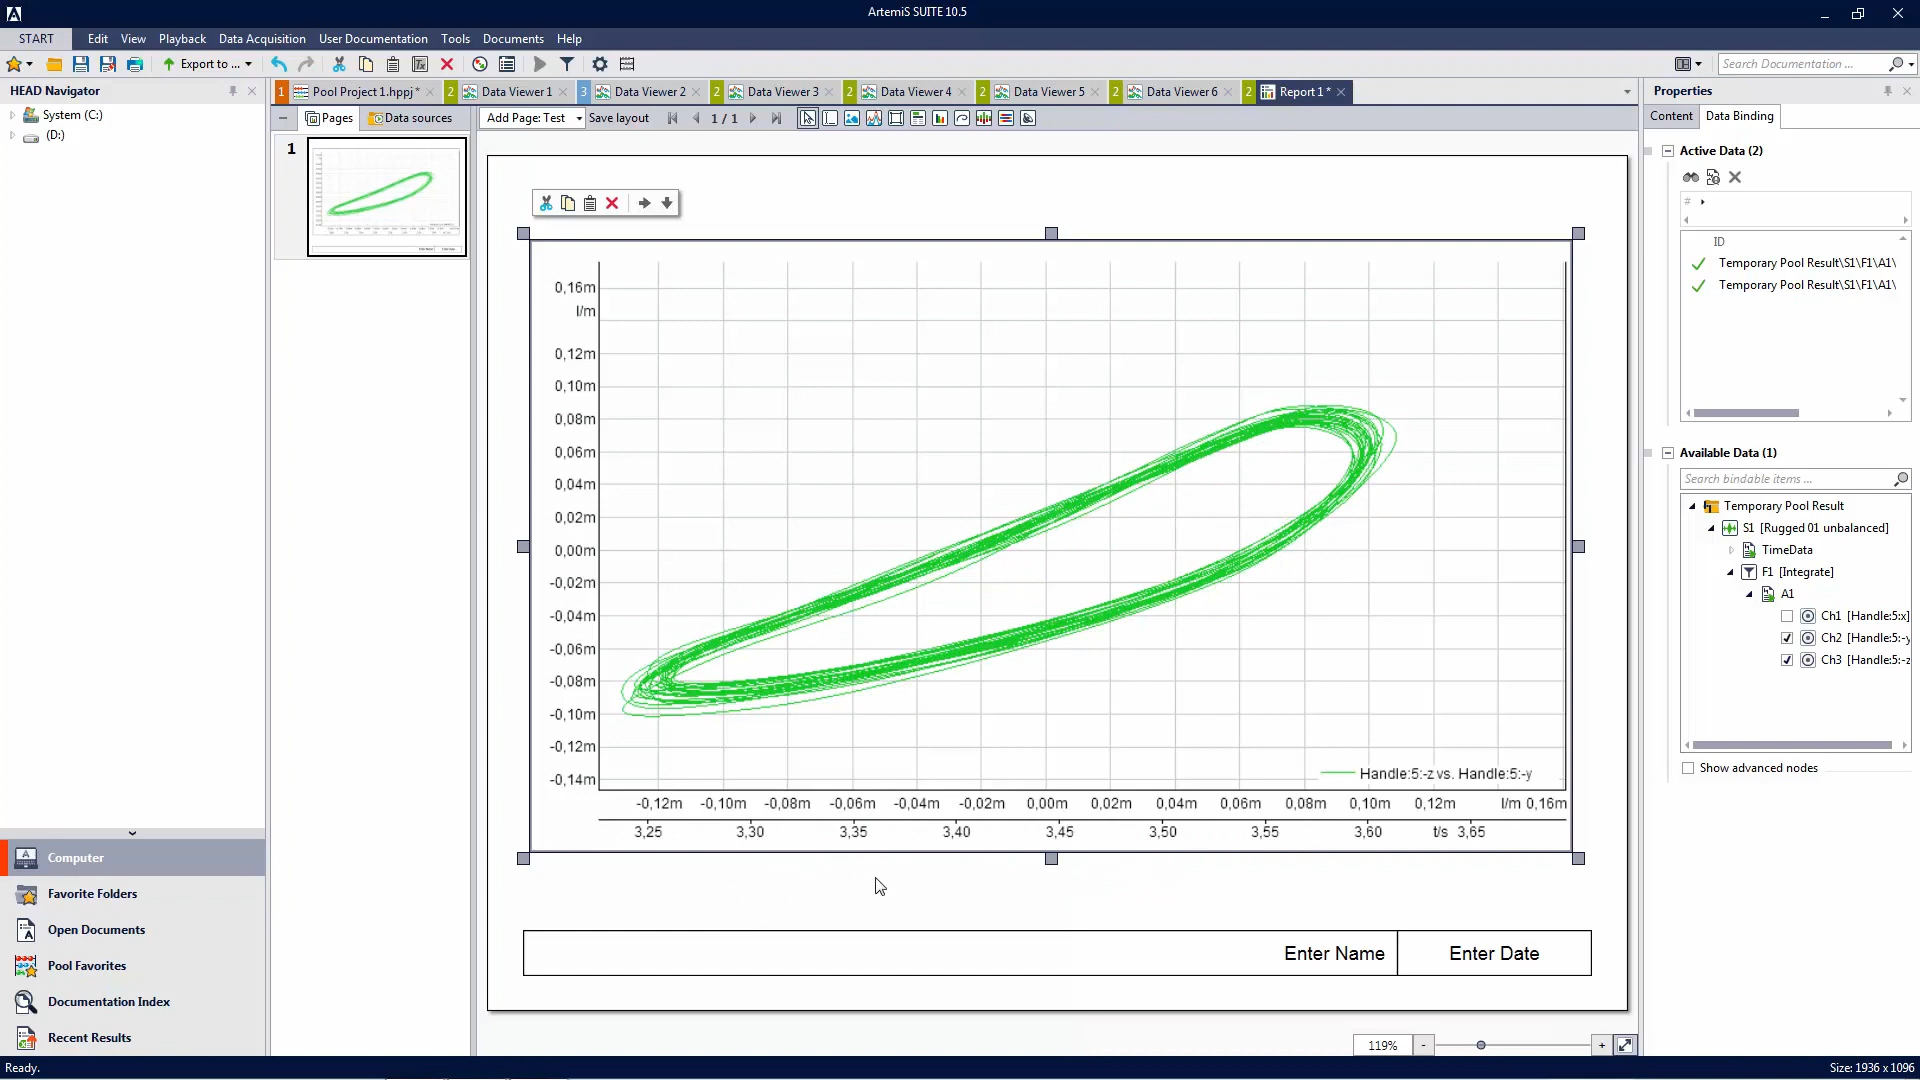 ArtemiS SUITE 10.5
START Edit View Playback Data Acquisition User Documentation Tools Documents Help
Export to ...
Search Documentation ...
HEAD Navigator
System (C:)
(D:)
1 Pool Project 1.hppj* 2 Data Viewer 1 3 Data Viewer 2 2 Data Viewer 3 2 Data Viewer 4 2 Data Viewer 5 2 Data Viewer 6 2 Report 1*
Pages Data sources
Add Page: Test Save layout 1 / 1
1
0,16m
l/m
0,12m
0,10m
0,08m
0,06m
0,04m
0,02m
0,00m
-0,02m
-0,04m
-0,06m
-0,08m
-0,10m
-0,12m
-0,14m
Handle:5:-z vs. Handle:5:-y
-0,12m -0,10m -0,08m -0,06m -0,04m -0,02m 0,00m 0,02m 0,04m 0,06m 0,08m 0,10m 0,12m l/m 0,16m
3,25 3,30 3,35 3,40 3,45 3,50 3,55 3,60 t/s 3,65
Enter Name Enter Date
119% - +
Properties
Content Data Binding
Active Data (2)
#
ID
Temporary Pool Result\S1\F1\A1\
Temporary Pool Result\S1\F1\A1\
Available Data (1)
Search bindable items ...
Temporary Pool Result
S1 [Rugged 01 unbalanced]
TimeData
F1 [Integrate]
A1
Ch1 [Handle:5:x]
Ch2 [Handle:5:-y
Ch3 [Handle:5:-z
Show advanced nodes
Computer
Favorite Folders
Open Documents
Pool Favorites
Documentation Index
Recent Results
Ready.
Size: 1936 x 1096